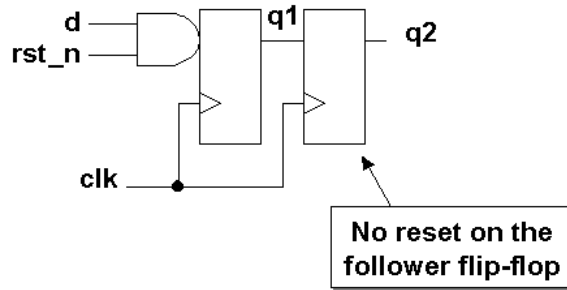 d
rst_n
q1
q2
clk
No reset on the
follower flip-flop